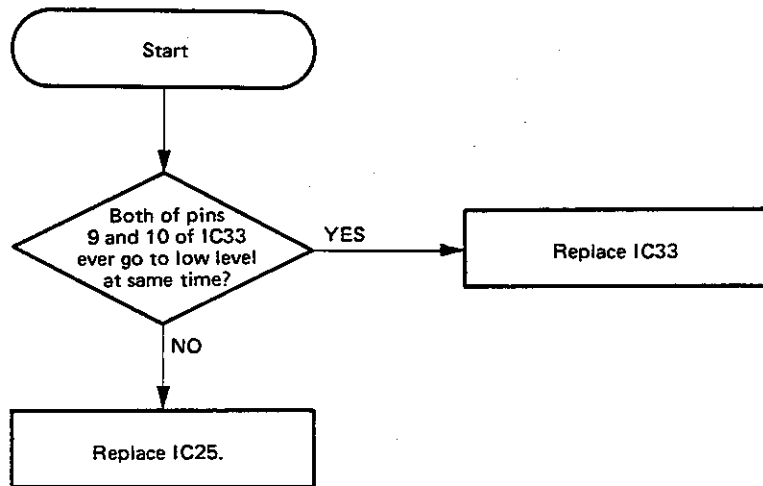 Start
Both of pins
9 and 10 of IC33
ever go to low level
at same time?
YES
Replace IC33
NO
Replace IC25.